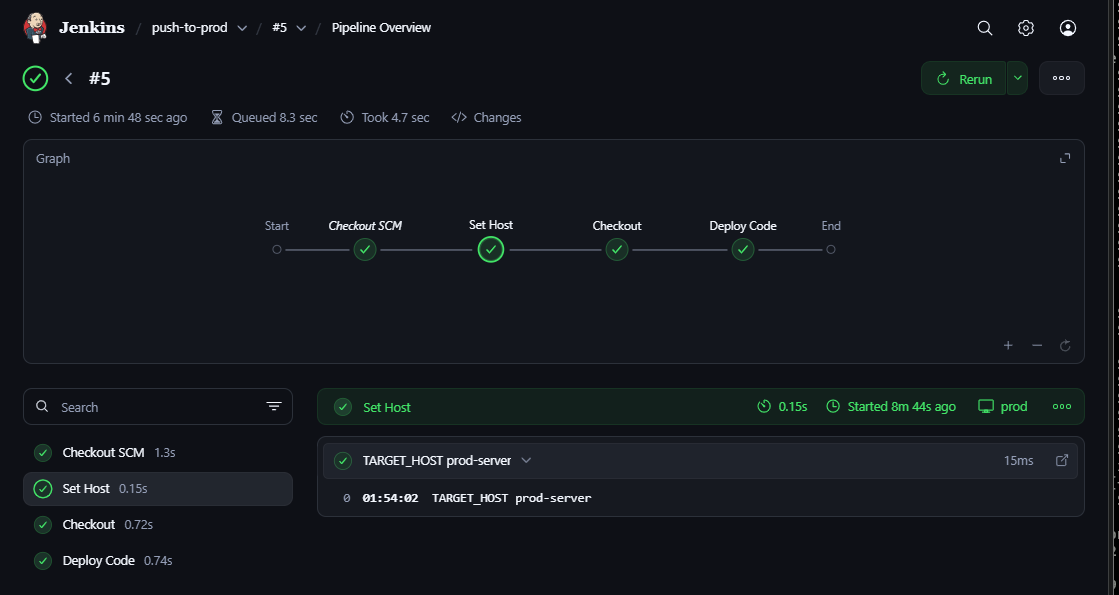 Jenkins / push-to-prod / #5 / Pipeline Overview
#5
Rerun
Started 6 min 48 sec ago Queued 8.3 sec Took 4.7 sec Changes
Graph
Start Checkout SCM Set Host Checkout Deploy Code End
Search
Checkout SCM 1.3s
Set Host 0.15s
Checkout 0.72s
Deploy Code 0.74s
Set Host 0.15s Started 8m 44s ago prod
TARGET_HOST prod-server 15ms
0 01:54:02 TARGET_HOST prod-server